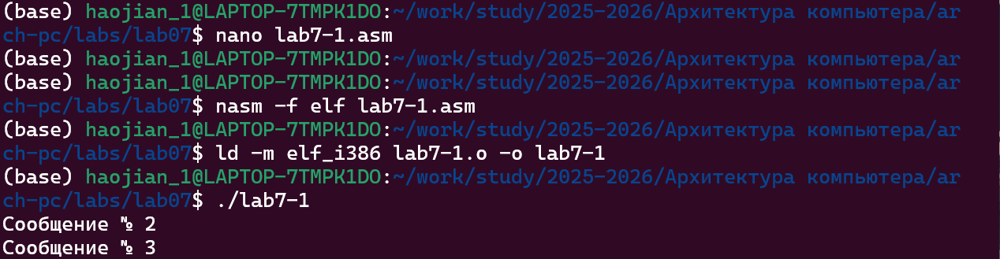 (base) haojian_1@LAPTOP-7TMPK1DO:~/work/study/2025-2026/Архитектура компьютера/ar
ch-pc/labs/lab07$ nano lab7-1.asm
(base) haojian_1@LAPTOP-7TMPK1DO:~/work/study/2025-2026/Архитектура компьютера/ar
(base) haojian_1@LAPTOP-7TMPK1DO:~/work/study/2025-2026/Архитектура компьютера/ar
ch-pc/labs/lab07$ nasm -f elf lab7-1.asm
(base) haojian_1@LAPTOP-7TMPK1DO:~/work/study/2025-2026/Архитектура компьютера/ar
ch-pc/labs/lab07$ ld -m elf_i386 lab7-1.o -o lab7-1
(base) haojian_1@LAPTOP-7TMPK1DO:~/work/study/2025-2026/Архитектура компьютера/ar
ch-pc/labs/lab07$ ./lab7-1
Сообщение № 2
Сообщение № 3